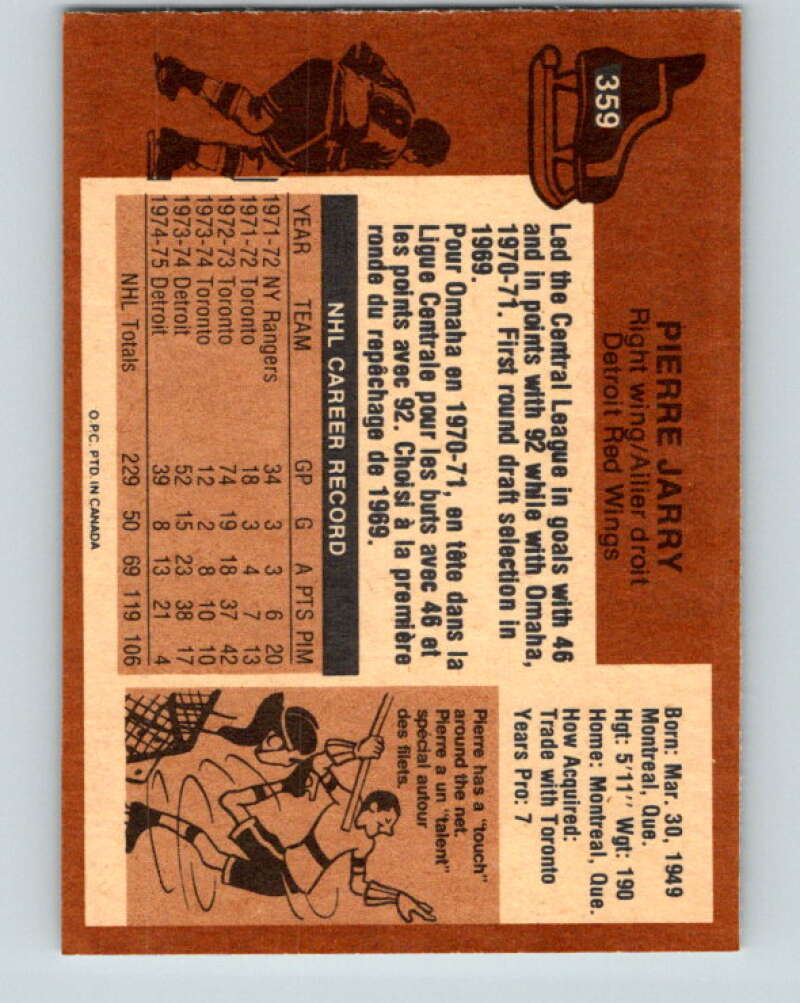 359
PIERRE JARRY
Right wing/Ailier droit
Detroit Red Wings
Born: Mar. 30, 1949
Montreal, Que.
Hgt: 5'11" Wgt: 190
Home: Montreal, Que.
How Acquired:
Trade with Toronto
Years Pro: 7
Led the Central League in goals with 46
and in points with 92 while with Omaha,
1970-71. First round draft selection in
1969.
Pour Omaha en 1970-71, en tête dans la
Ligue Centrale pour les buts avec 46 et
les points avec 92. Choisi à la première
ronde du repêchage de 1969.
NHL CAREER RECORD
YEAR TEAM GP G A PTS PIM
1971-72 NY Rangers 34 3 3 6 20
1971-72 Toronto 18 3 4 7 13
1972-73 Toronto 74 19 18 37 42
1973-74 Toronto 12 2 8 10 10
1973-74 Detroit 52 15 23 38 17
1974-75 Detroit 39 8 13 21 4
NHL Totals 229 50 69 119 106
Pierre has a "touch"
around the net.
Pierre a un "talent"
spécial autour
des filets.
O.P.C. PTD. IN CANADA